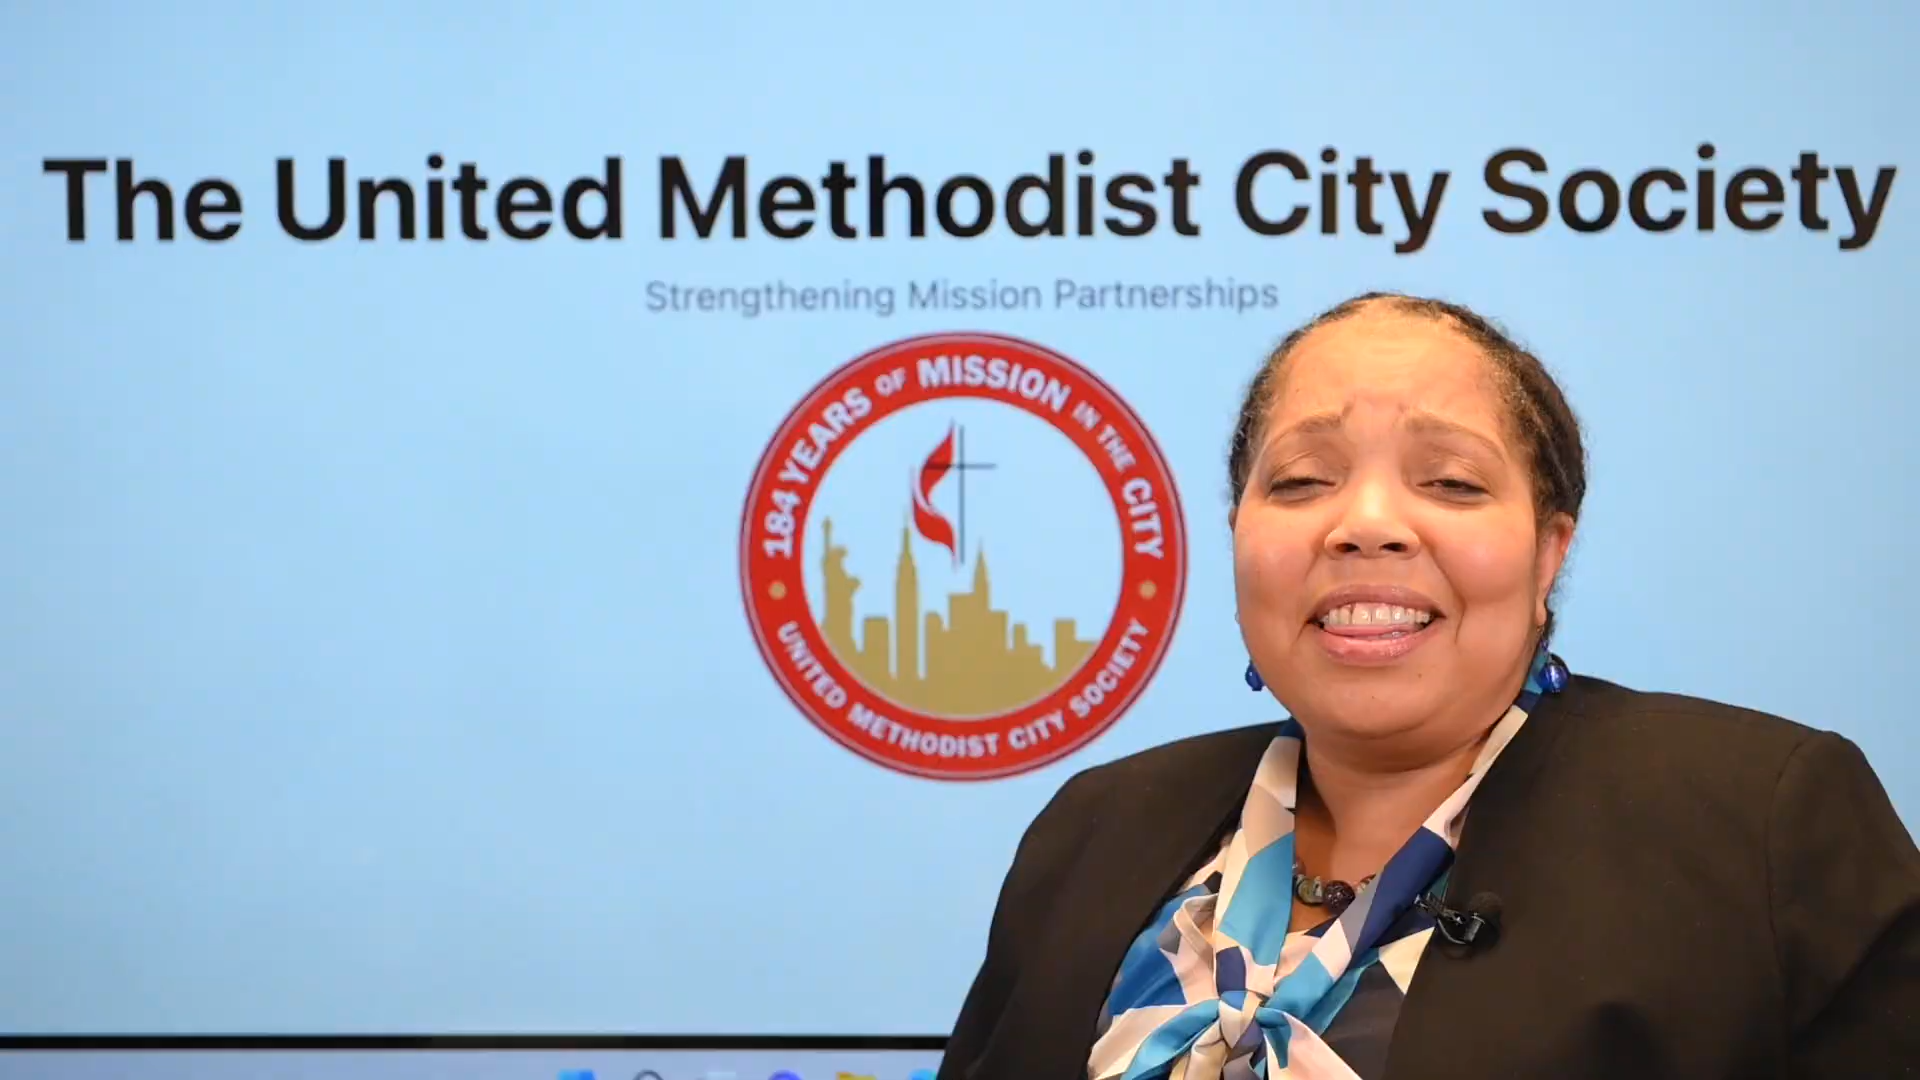 The United Methodist City Society
Strengthening Mission Partnerships
184 YEARS OF MISSION IN THE CITY
UNITED METHODIST CITY SOCIETY